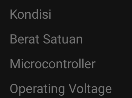 Kondisi
Berat Satuan
Microcontroller
Operating Voltage